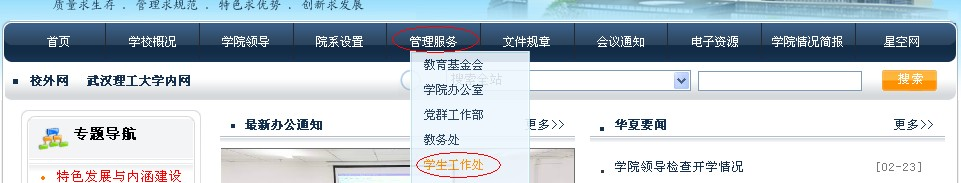 质量求生存 . 管理求规范 . 特色求优势 . 创新求发展
首页 学校概况 学院领导 院系设置 管理服务 文件规章 会议通知 电子资源 学院情况简报 星空网
教育基金会
校外网 武汉理工大学内网 搜索全站 搜索
学院办公室
党群工作部
专题导航 最新办公通知 更多>> 华夏要闻 更多>>
教务处
学生工作处 学院领导检查开学情况 [02-23]
特色发展与内涵建设